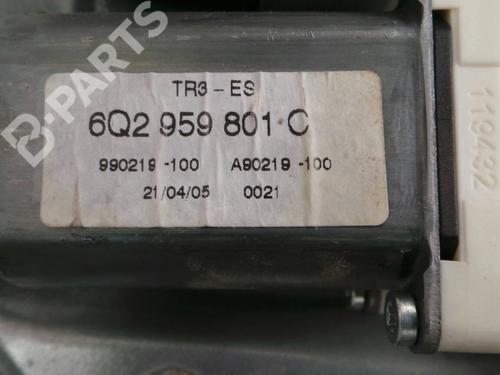 B-PARTS
TR3-ES
6Q2 959 801 C
990219 -100 A90219 -100
21/04/05 0021
119432